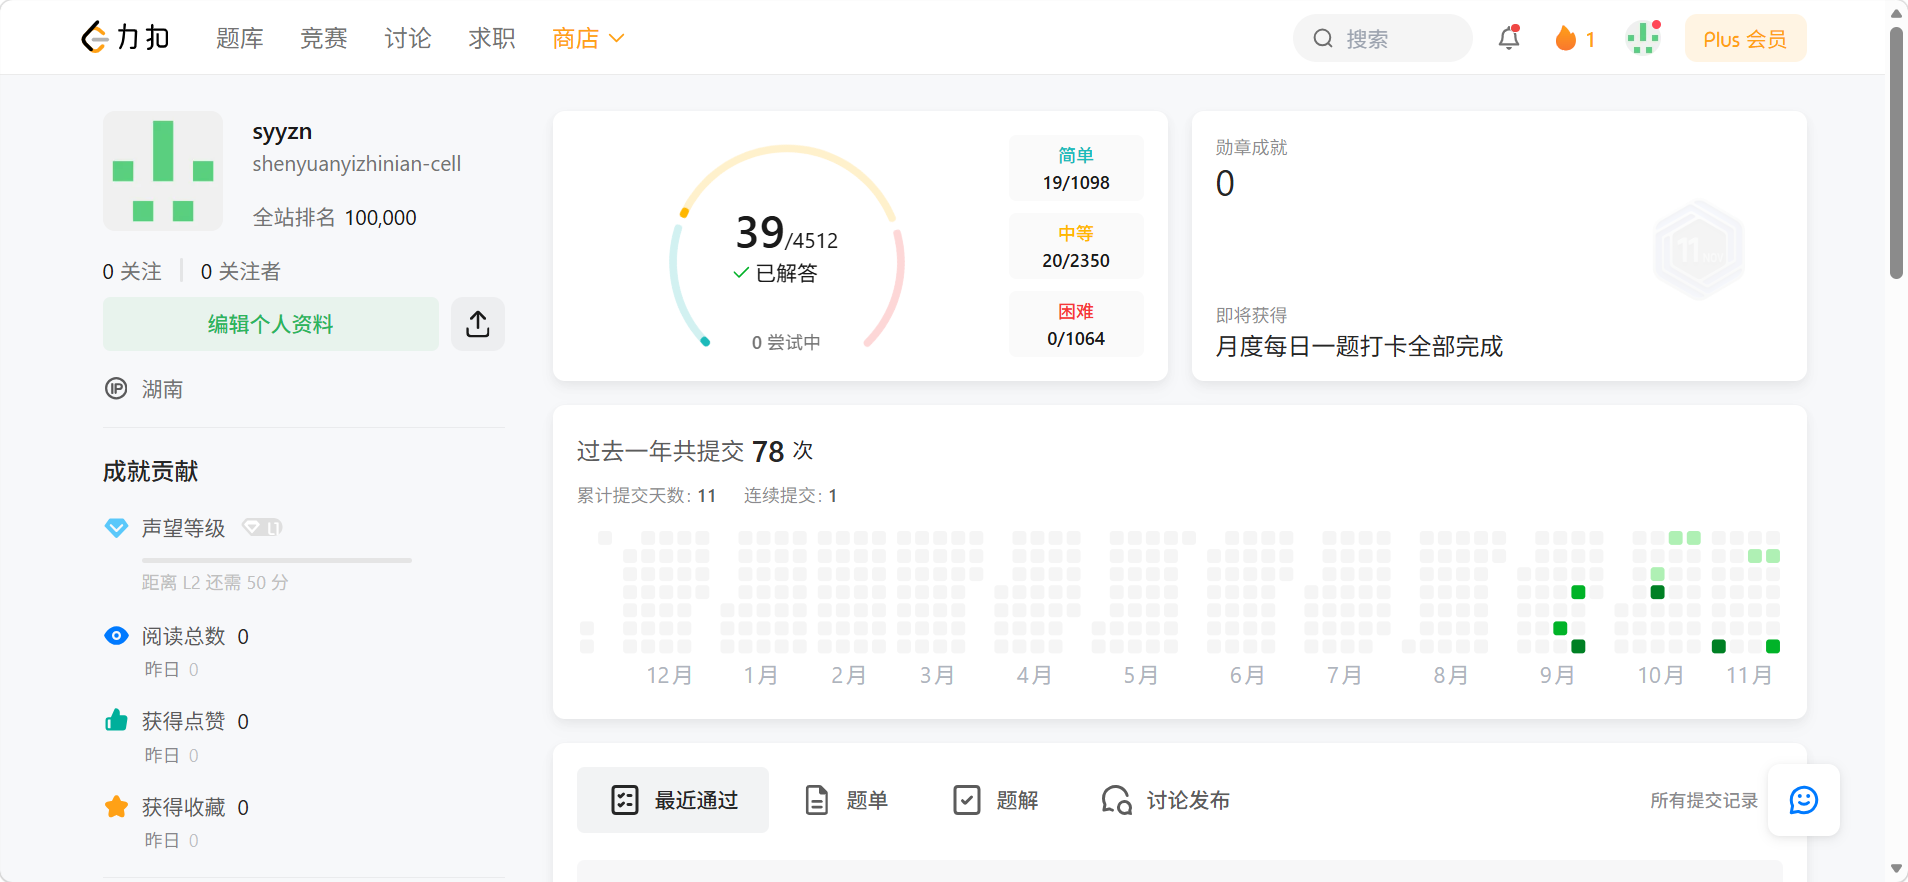 力扣 题库 竞赛 讨论 求职 商店 搜索 1 Plus 会员
syyzn
shenyuanyizhinian-cell
全站排名 100,000
0 关注 0 关注者
编辑个人资料
IP 湖南
成就贡献
声望等级 L1
距离 L2 还需 50 分
阅读总数 0
昨日 0
获得点赞 0
昨日 0
获得收藏 0
昨日 0
39/4512
已解答
0 尝试中
简单
19/1098
中等
20/2350
困难
0/1064
勋章成就
0
11
即将获得
月度每日一题打卡全部完成
过去一年共提交 78 次
累计提交天数: 11 连续提交: 1
12月 1月 2月 3月 4月 5月 6月 7月 8月 9月 10月 11月
最近通过 题单 题解 讨论发布 所有提交记录